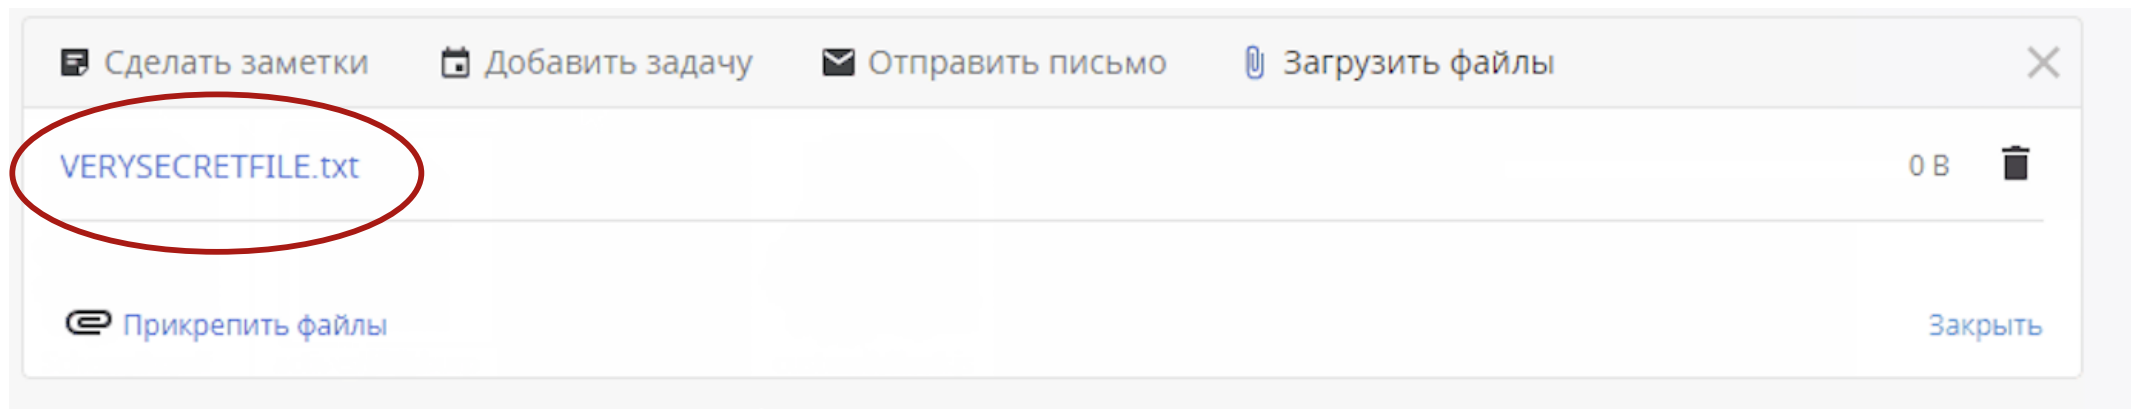 Сделать заметки Добавить задачу Отправить письмо Загрузить файлы
VERYSECRETFILE.txt 0 B
Прикрепить файлы Закрыть